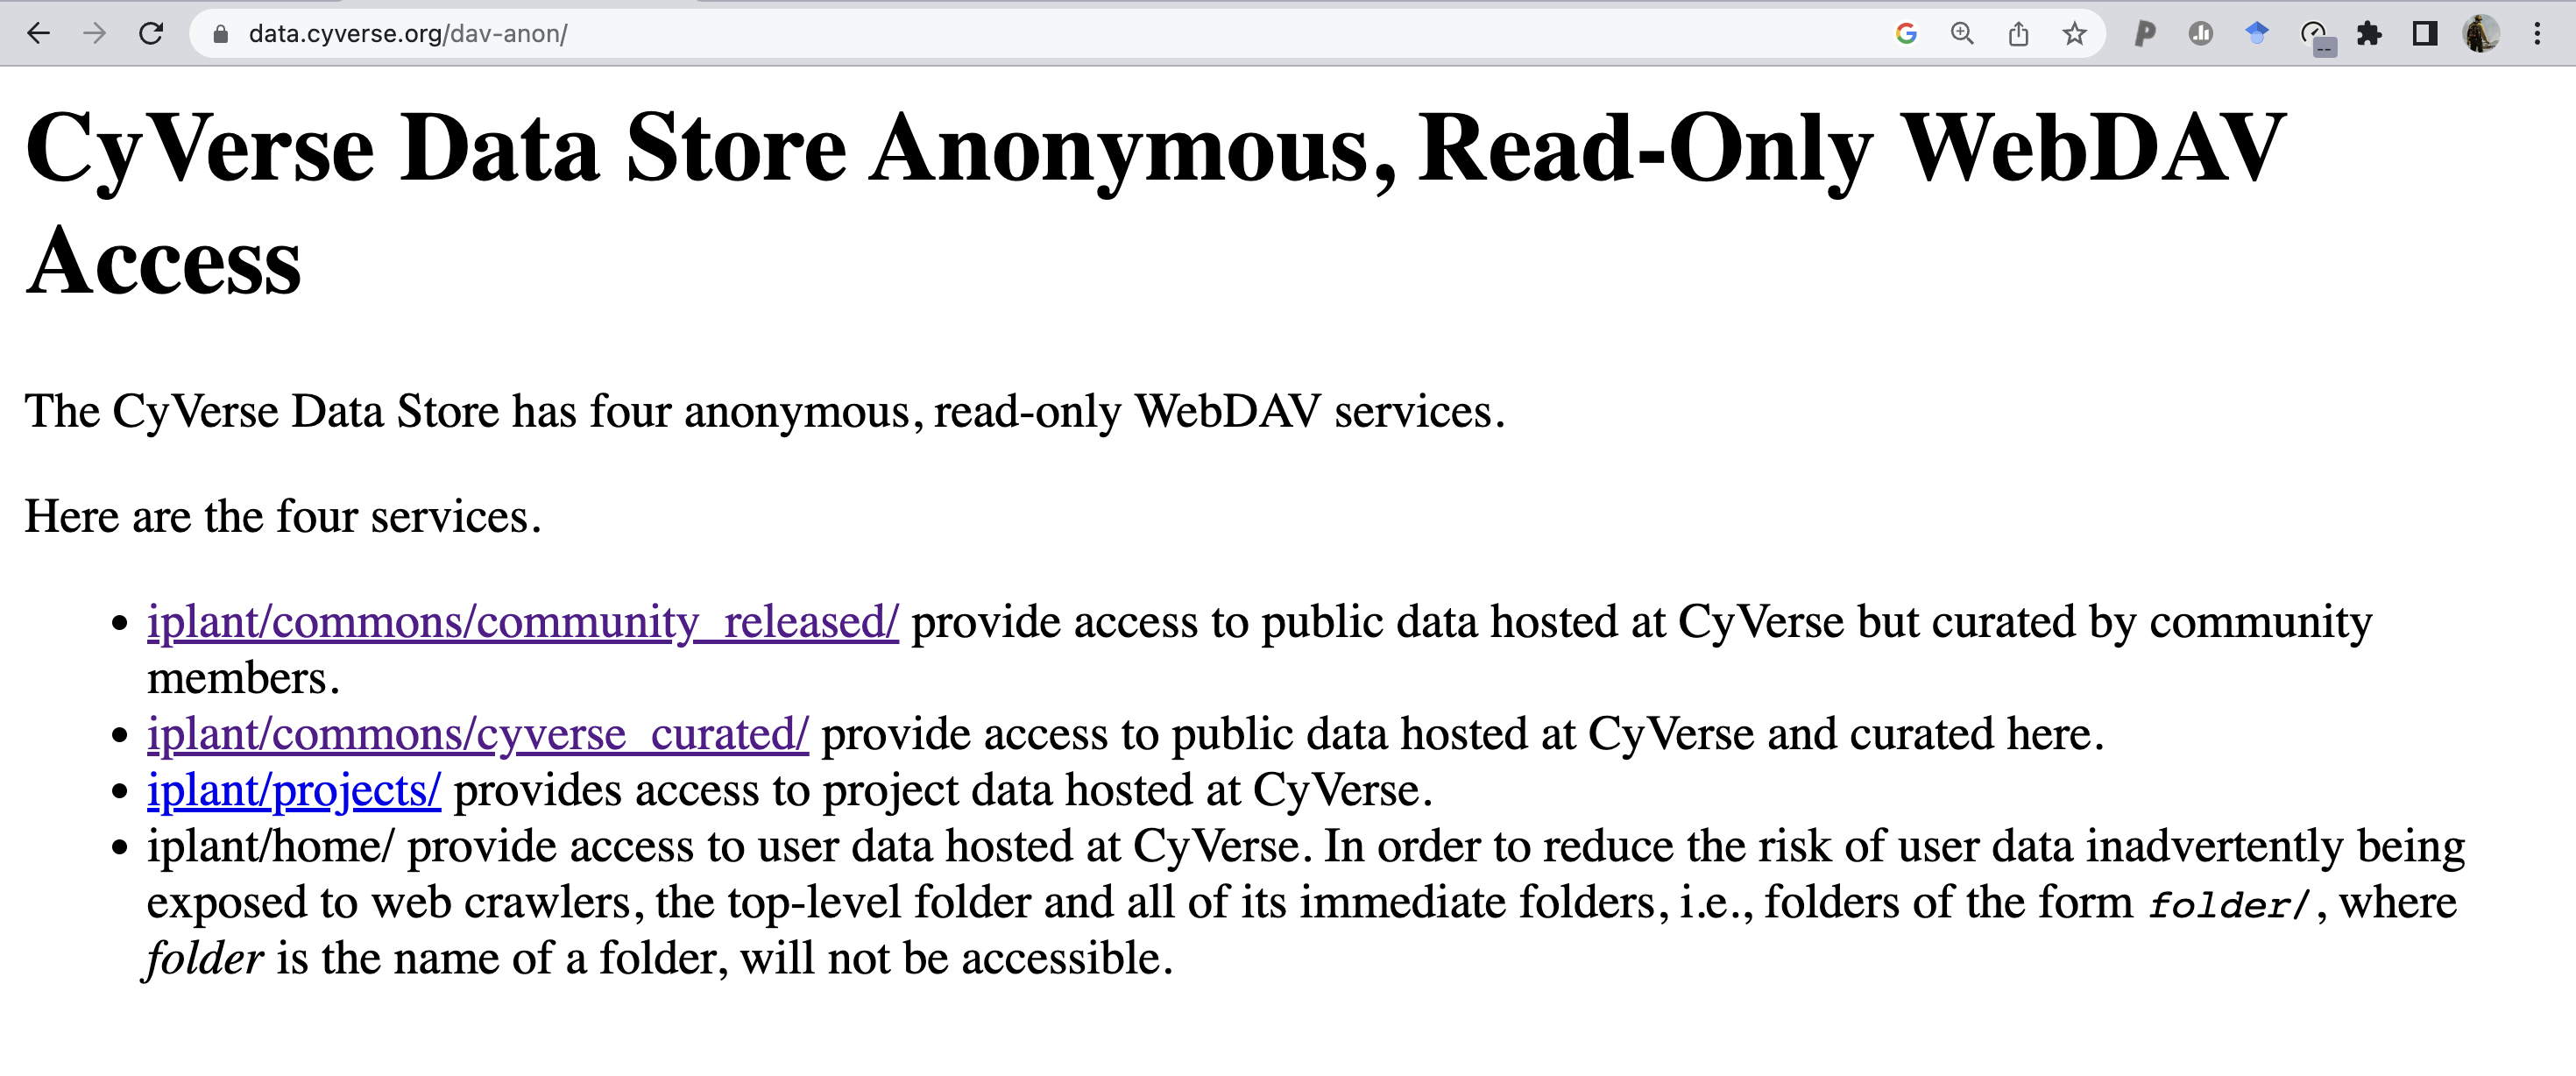 data.cyverse.org/dav-anon/
CyVerse Data Store Anonymous, Read-Only WebDAV
Access
The CyVerse Data Store has four anonymous, read-only WebDAV services.
Here are the four services.
• iplant/commons/community_released/ provide access to public data hosted at CyVerse but curated by community
members.
• iplant/commons/cyverse_curated/ provide access to public data hosted at CyVerse and curated here.
• iplant/projects/ provides access to project data hosted at CyVerse.
• iplant/home/ provide access to user data hosted at CyVerse. In order to reduce the risk of user data inadvertently being
exposed to web crawlers, the top-level folder and all of its immediate folders, i.e., folders of the form folder/, where
folder is the name of a folder, will not be accessible.